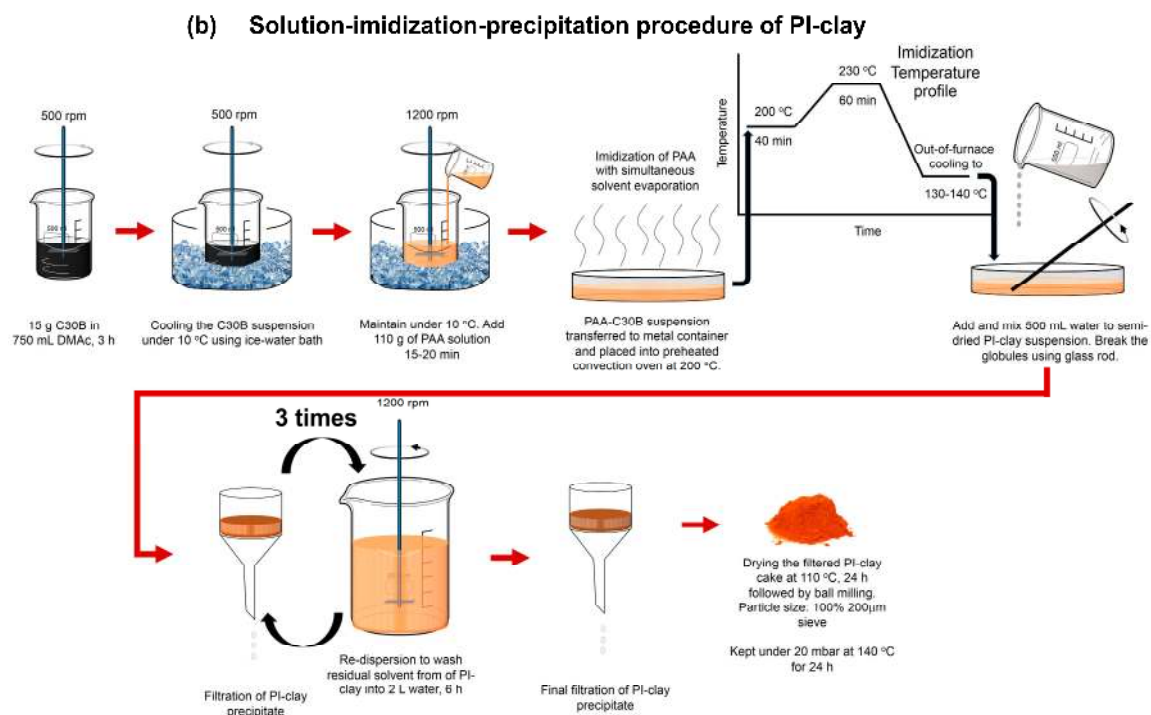 (b) Solution-imidization-precipitation procedure of PI-clay
500 rpm
500 rpm
1200 rpm
15 g C30B in
750 mL DMAc, 3 h
Cooling the C30B suspension
under 10 ºC using ice-water bath
Maintain under 10 ºC. Add
110 g of PAA solution
15-20 min
Imidization of PAA
with simultaneous
solvent evaporation
PAA-C30B suspension
transferred to metal container
and placed into preheated
convection oven at 200 ºC.
Temperature
Time
200 ºC
40 min
230 ºC
60 min
Imidization
Temperature
profile
Out-of-furnace
cooling to
130-140 ºC
Add and mix 500 mL water to semi-
dried PI-clay suspension. Break the
globules using glass rod.
3 times
1200 rpm
Filtration of PI-clay
precipitate
Re-dispersion to wash
residual solvent from of PI-
clay into 2 L water, 6 h
Final filtration of PI-clay
precipitate
Drying the filtered PI-clay
cake at 110 ºC, 24 h
followed by ball milling.
Particle size: 100% 200µm
sieve
Kept under 20 mbar at 140 ºC
for 24 h